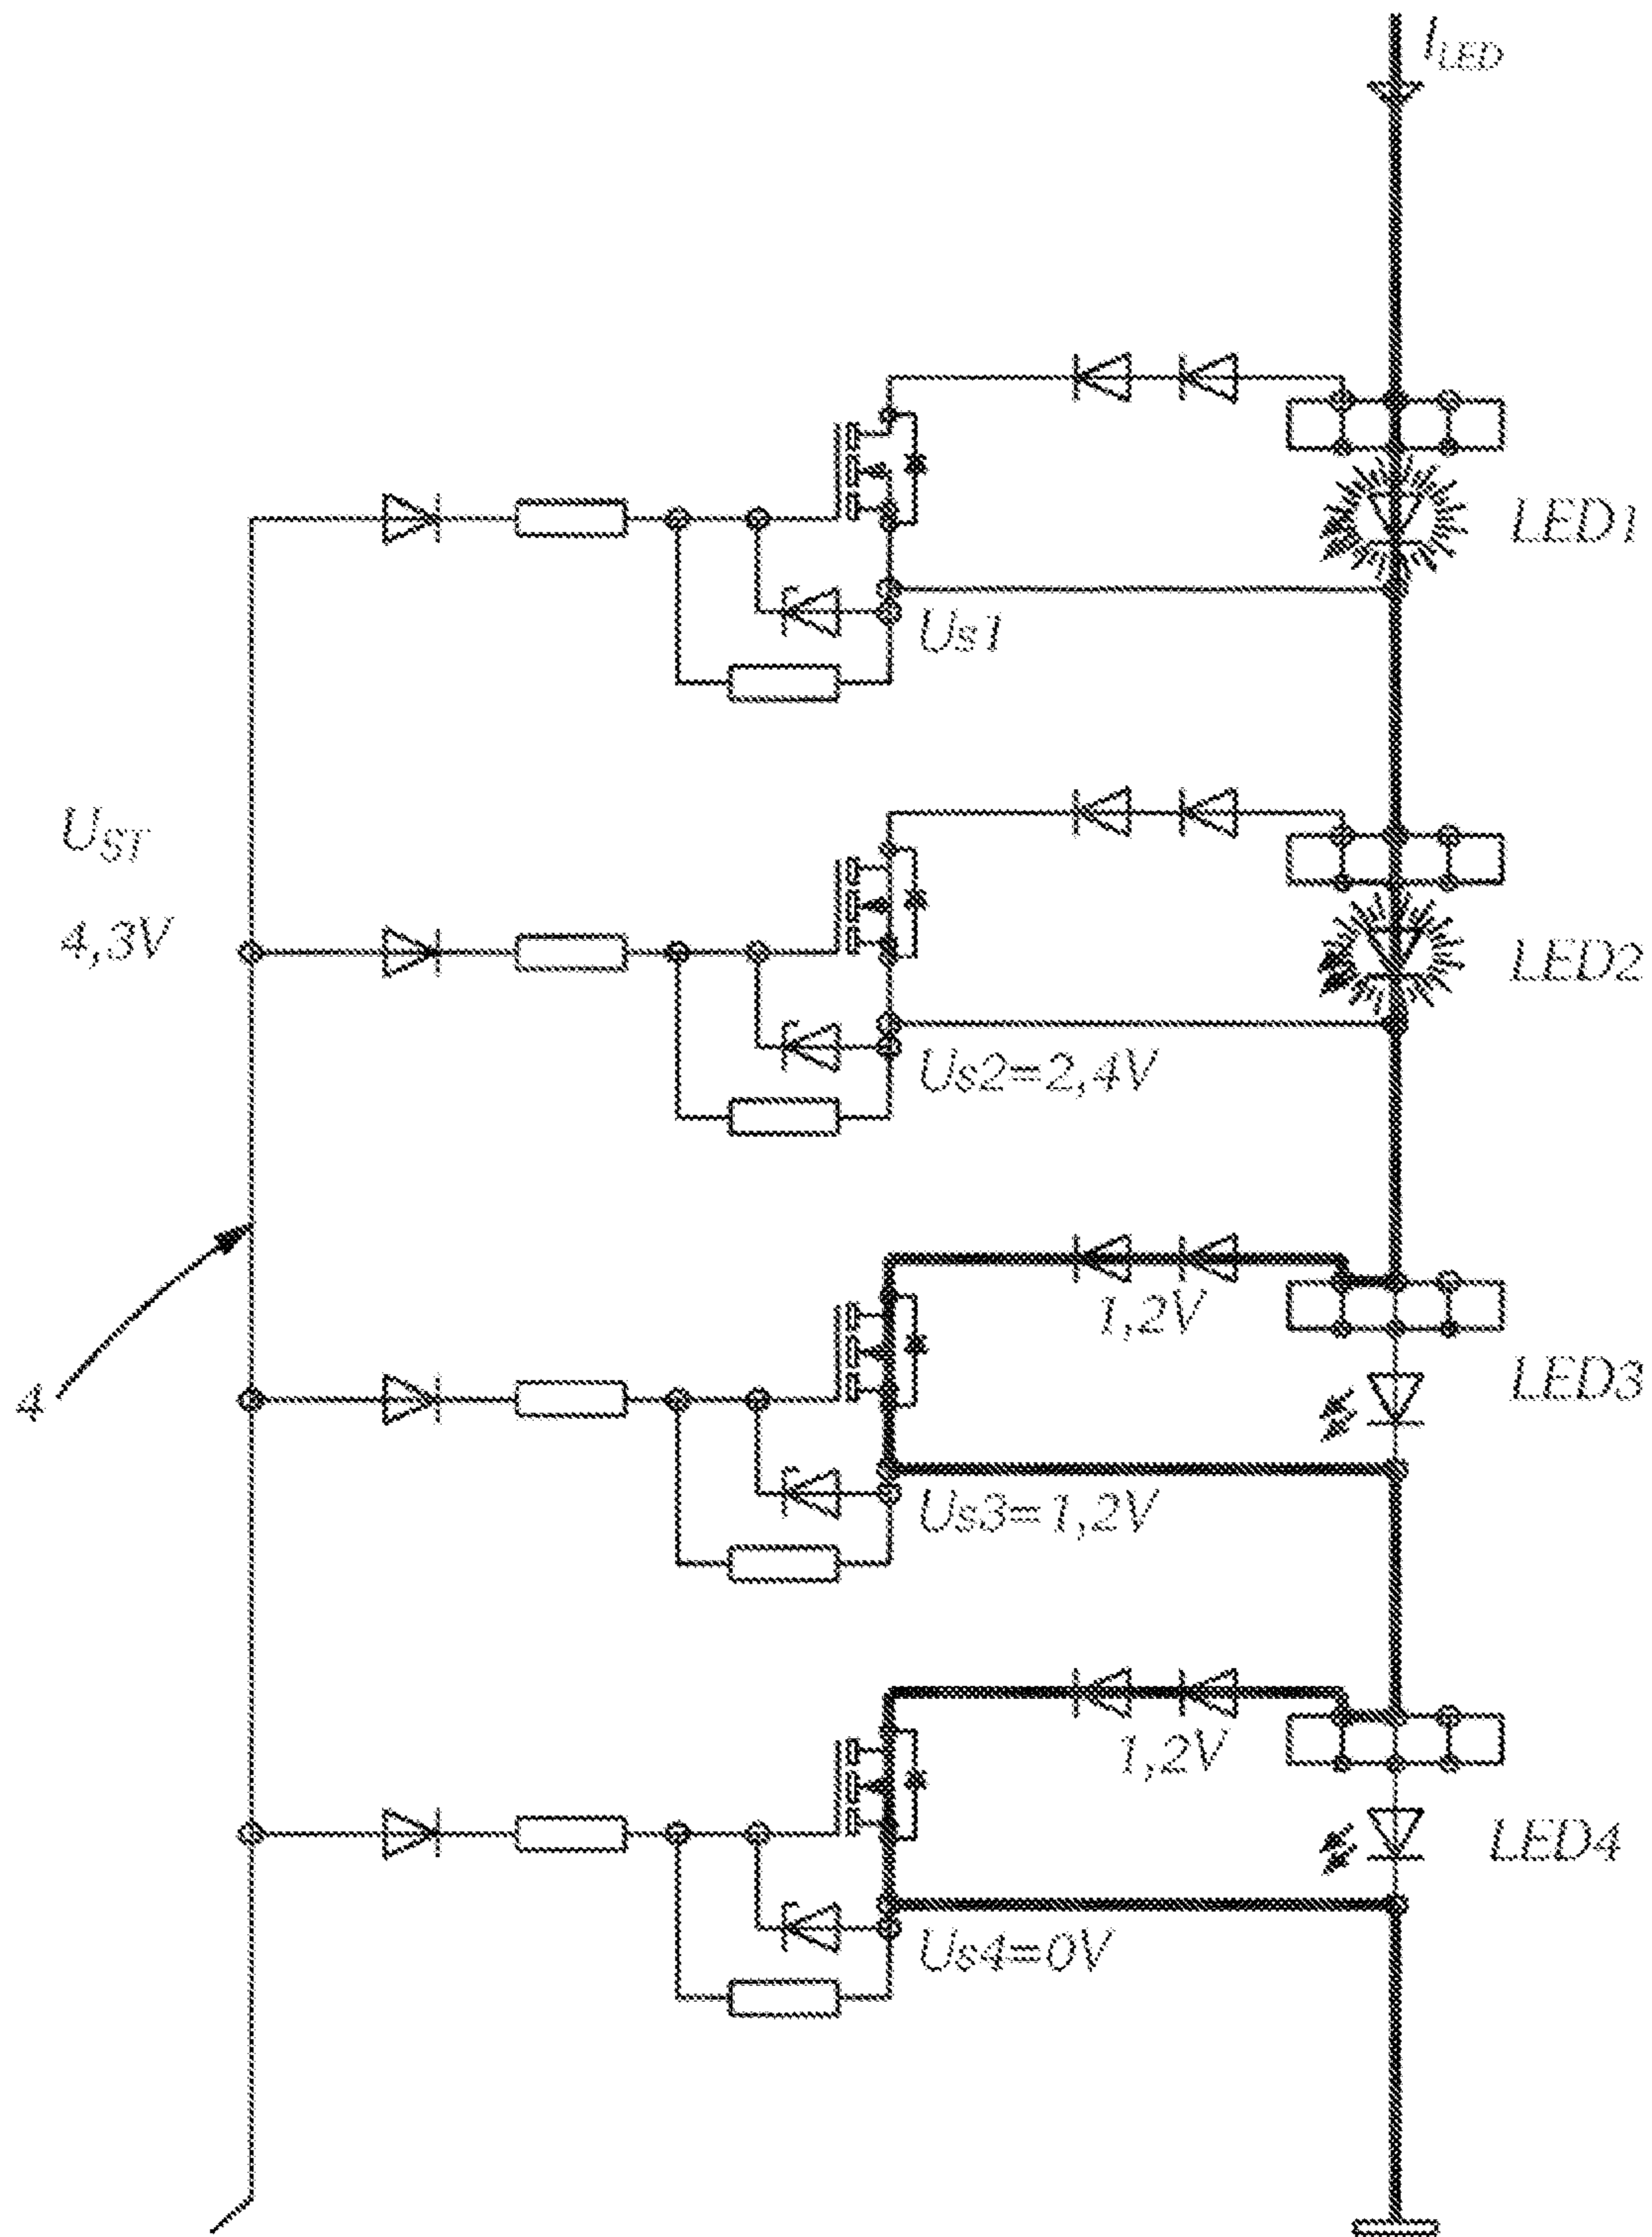 I_LED
LED1
Us1
U_ST
4,3V
LED2
Us2=2,4V
1,2V
LED3
4
Us3=1,2V
1,2V
LED4
Us4=0V